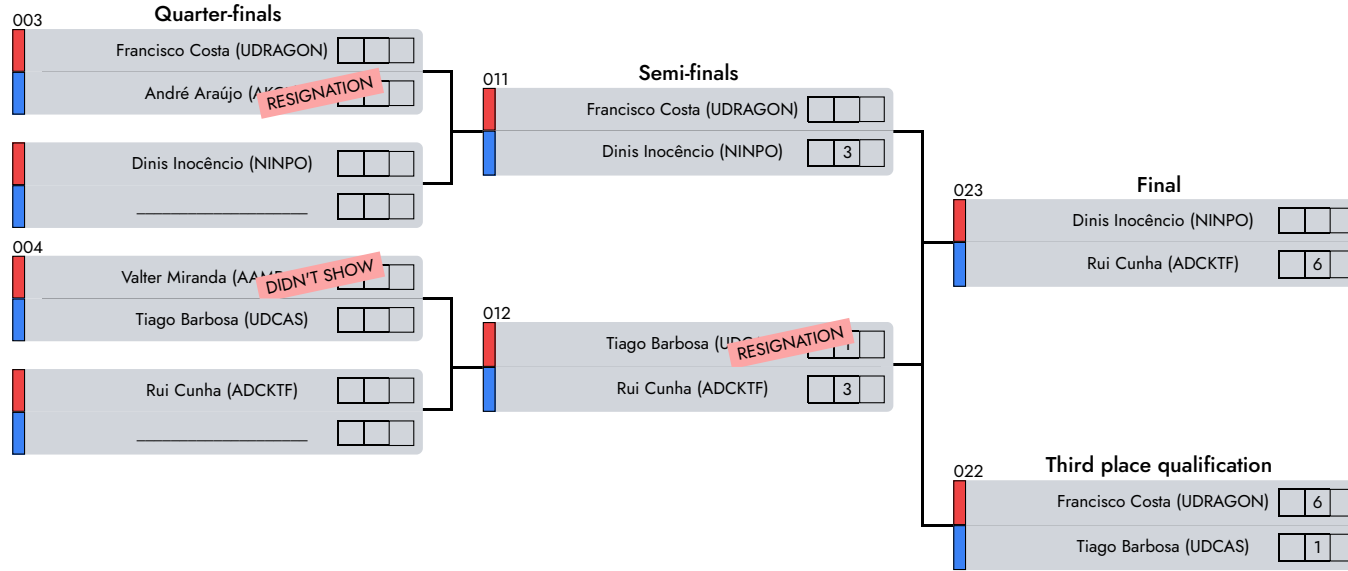 Quarter-finals
003
Francisco Costa (UDRAGON)
André Araújo
RESIGNATION
Dinis Inocêncio (NINPO)
____________________
004
Valter Miranda
DIDN'T SHOW
Tiago Barbosa (UDCAS)
Rui Cunha (ADCKTF)
____________________
Semi-finals
011
Francisco Costa (UDRAGON)
Dinis Inocêncio (NINPO) 3
012
Tiago Barbosa
RESIGNATION
Rui Cunha (ADCKTF) 3
Final
023
Dinis Inocêncio (NINPO)
Rui Cunha (ADCKTF) 6
Third place qualification
022
Francisco Costa (UDRAGON) 6
Tiago Barbosa (UDCAS) 1